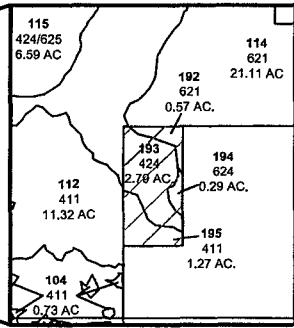 115
424/625
6.59 AC
114
621
21.11 AC
192
621
0.57 AC.
193
424
2.79 AC
194
624
0.29 AC.
112
411
11.32 AC
195
411
1.27 AC.
104
411
0.73 AC